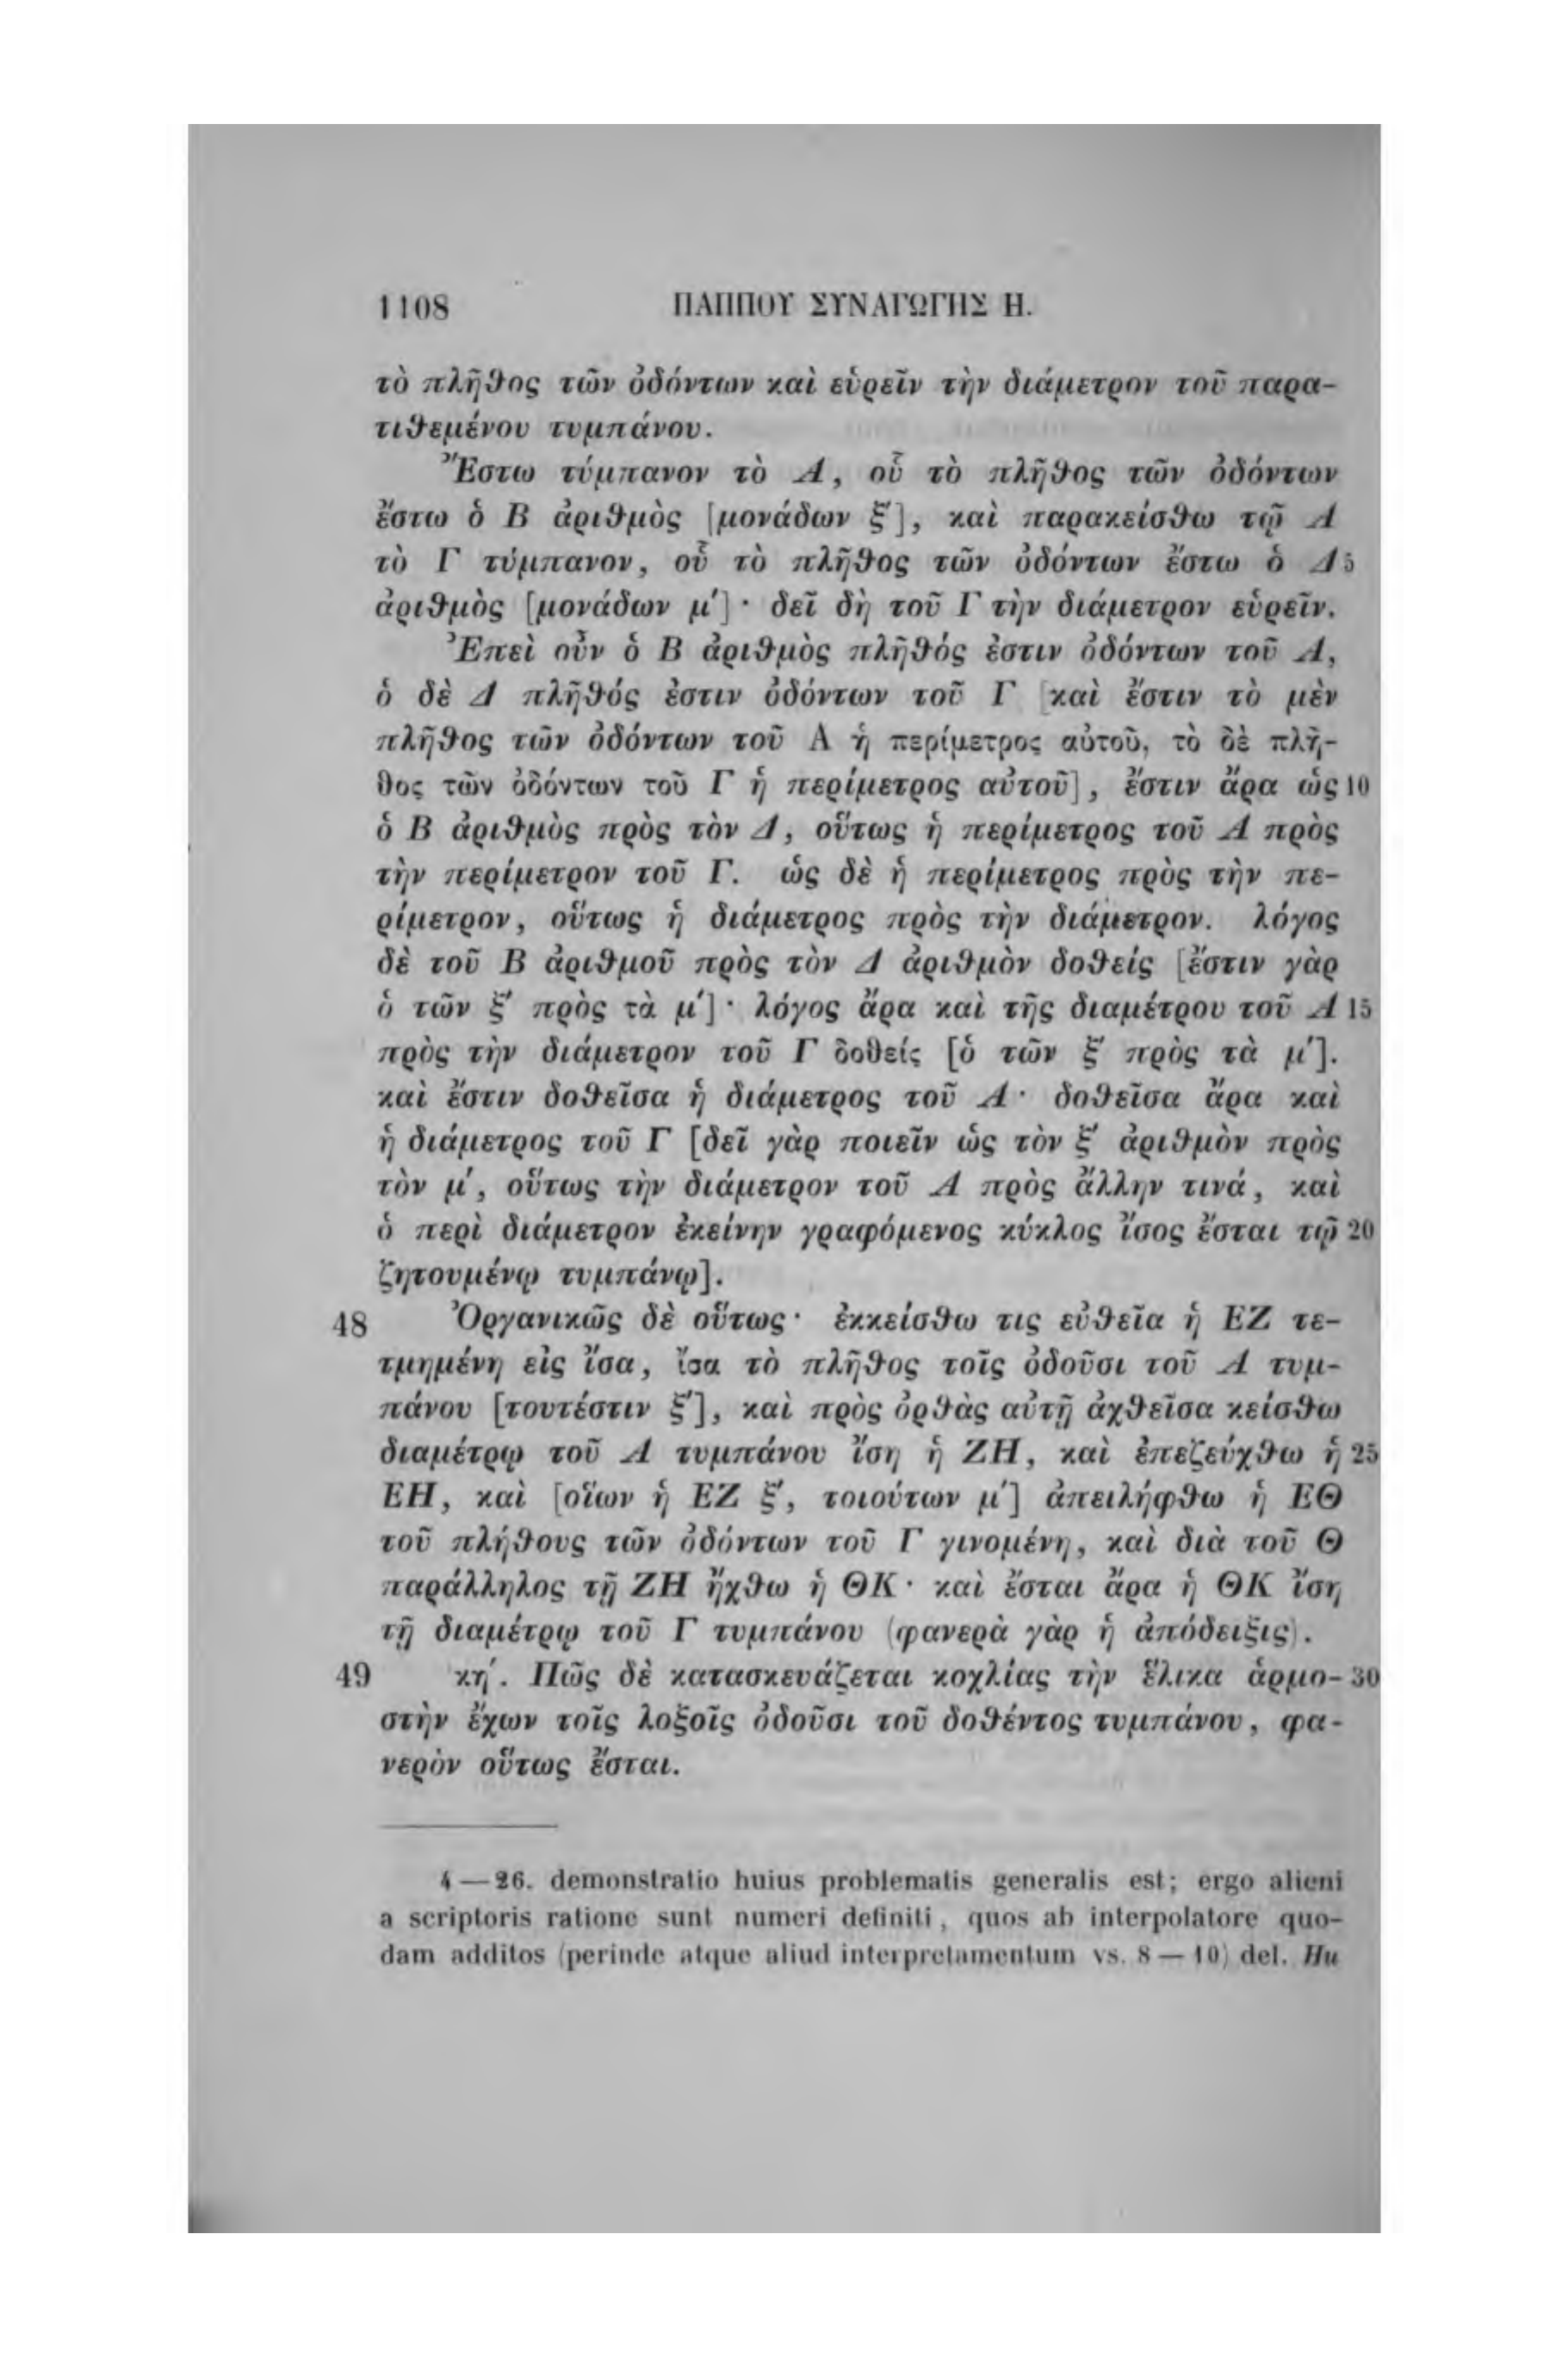 1108 ΠΑΠΠΟΥ ΣΥΝΑΓΩΓΗΣ Η.
τὸ πλῆθος τῶν ὀδόντων καὶ εὑρεῖν τὴν διάμετρον τοῦ παρα-
τιθεμένου τυμπάνου.
Ἔστω τύμπανον τὸ Α, οὗ τὸ πλῆθος τῶν ὀδόντων
ἔστω ὁ Β ἀριθμὸς [μονάδων ξ΄], καὶ παρακείσθω τῷ Α
τὸ Γ τύμπανον, οὗ τὸ πλῆθος τῶν ὀδόντων ἔστω ὁ Δ 5
ἀριθμὸς [μονάδων μ΄]· δεῖ δὴ τοῦ Γ τὴν διάμετρον εὑρεῖν.
Ἐπεὶ οὖν ὁ Β ἀριθμὸς πλῆθός ἐστιν ὀδόντων τοῦ Α,
ὁ δὲ Δ πλῆθός ἐστιν ὀδόντων τοῦ Γ [καὶ ἔστιν τὸ μὲν
πλῆθος τῶν ὀδόντων τοῦ Α ἡ περίμετρος αὐτοῦ, τὸ δὲ πλῆ-
θος τῶν ὀδόντων τοῦ Γ ἡ περίμετρος αὐτοῦ], ἔστιν ἄρα ὡς 10
ὁ Β ἀριθμὸς πρὸς τὸν Δ, οὕτως ἡ περίμετρος τοῦ Α πρὸς
τὴν περίμετρον τοῦ Γ. ὡς δὲ ἡ περίμετρος πρὸς τὴν πε-
ρίμετρον, οὕτως ἡ διάμετρος πρὸς τὴν διάμετρον. λόγος
δὲ τοῦ Β ἀριθμοῦ πρὸς τὸν Δ ἀριθμὸν δοθείς [ἔστιν γὰρ
ὁ τῶν ξ΄ πρὸς τὰ μ΄]· λόγος ἄρα καὶ τῆς διαμέτρου τοῦ Α 15
πρὸς τὴν διάμετρον τοῦ Γ δοθείς [ὁ τῶν ξ΄ πρὸς τὰ μ΄].
καὶ ἔστιν δοθεῖσα ἡ διάμετρος τοῦ Α· δοθεῖσα ἄρα καὶ
ἡ διάμετρος τοῦ Γ [δεῖ γὰρ ποιεῖν ὡς τὸν ξ΄ ἀριθμὸν πρὸς
τὸν μ΄, οὕτως τὴν διάμετρον τοῦ Α πρὸς ἄλλην τινά, καὶ
ὁ περὶ διάμετρον ἐκείνην γραφόμενος κύκλος ἴσος ἔσται τῷ 20
ζητουμένῳ τυμπάνῳ].
48 Ὀργανικῶς δὲ οὕτως· ἐκκείσθω τις εὐθεῖα ἡ ΕΖ τε-
τμημένη εἰς ἴσα, ἴσα τὸ πλῆθος τοῖς ὀδοῦσι τοῦ Α τυμ-
πάνου [τουτέστιν ξ΄], καὶ πρὸς ὀρθὰς αὐτῇ ἀχθεῖσα κείσθω
διαμέτρῳ τοῦ Α τυμπάνου ἴση ἡ ΖΗ, καὶ ἐπεζεύχθω ἡ 25
ΕΗ, καὶ [οἵων ἡ ΕΖ ξ΄, τοιούτων μ΄] ἀπειλήφθω ἡ ΕΘ
τοῦ πλήθους τῶν ὀδόντων τοῦ Γ γινομένη, καὶ διὰ τοῦ Θ
παράλληλος τῇ ΖΗ ἤχθω ἡ ΘΚ· καὶ ἔσται ἄρα ἡ ΘΚ ἴση
τῇ διαμέτρῳ τοῦ Γ τυμπάνου (φανερὰ γὰρ ἡ ἀπόδειξις).
49 κη΄. Πῶς δὲ κατασκευάζεται κοχλίας τὴν ἕλικα ἁρμο- 30
στὴν ἔχων τοῖς λοξοῖς ὀδοῦσι τοῦ δοθέντος τυμπάνου, φα-
νερὸν οὕτως ἔσται.
4—26. demonstratio huius problematis generalis est; ergo alieni
a scriptoris ratione sunt numeri definiti, quos ab interpolatore quo-
dam additos (perinde atque aliud interpretamentum vs. 8—10) del. Hu